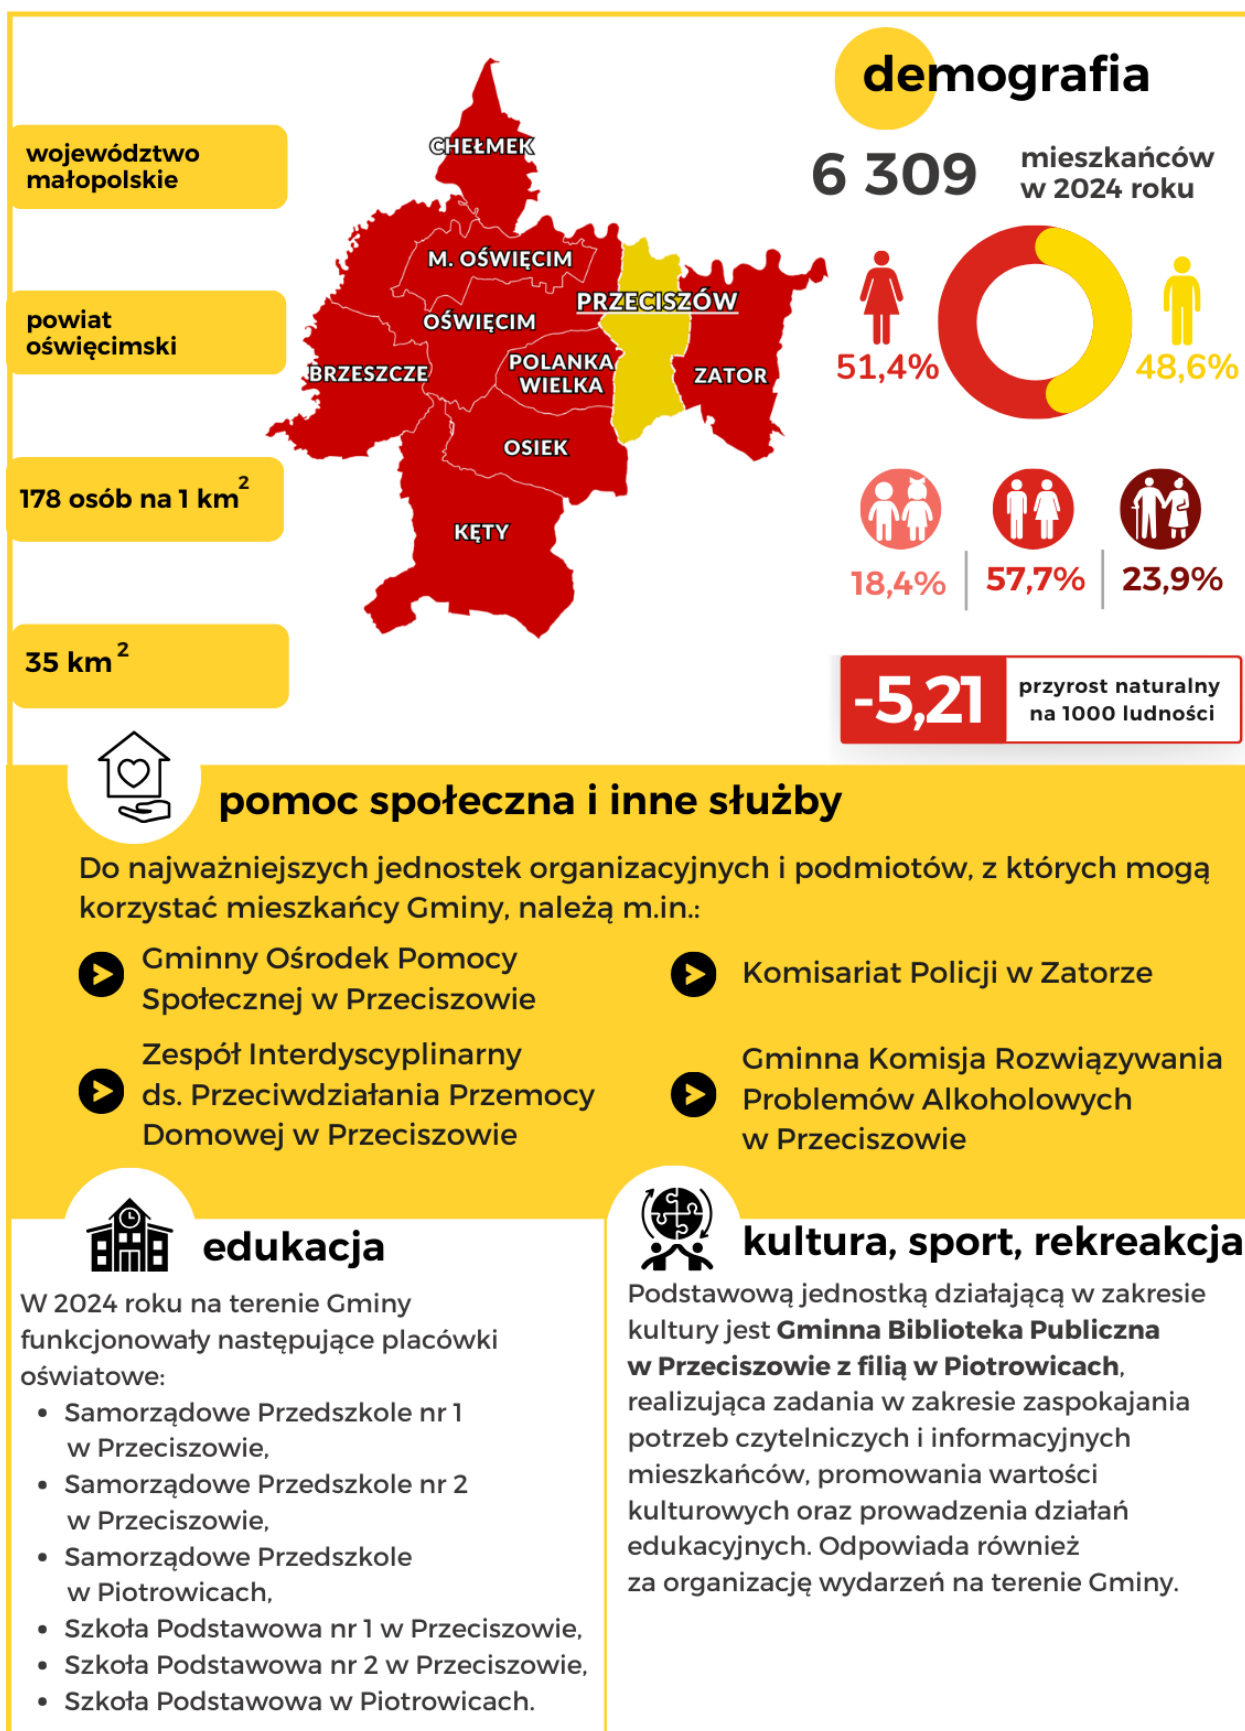 województwo
małopolskie
powiat
oświęcimski
178 osób na 1 km²
35 km²
CHEŁMEK
M. OŚWIĘCIM
PRZECISZÓW
OŚWIĘCIM
BRZESZCZE
POLANKA
WIELKA
ZATOR
OSIEK
KĘTY
demografia
6 309
mieszkańców
w 2024 roku
51,4%
48,6%
18,4%
57,7%
23,9%
-5,21
przyrost naturalny
na 1000 ludności
pomoc społeczna i inne służby
Do najważniejszych jednostek organizacyjnych i podmiotów, z których mogą
korzystać mieszkańcy Gminy, należą m.in.:
Gminny Ośrodek Pomocy
Społecznej w Przeciszowie
Zespół Interdyscyplinarny
ds. Przeciwdziałania Przemocy
Domowej w Przeciszowie
Komisariat Policji w Zatorze
Gminna Komisja Rozwiązywania
Problemów Alkoholowych
w Przeciszowie
edukacja
W 2024 roku na terenie Gminy
funkcjonowały następujące placówki
oświatowe:
• Samorządowe Przedszkole nr 1
w Przeciszowie,
• Samorządowe Przedszkole nr 2
w Przeciszowie,
• Samorządowe Przedszkole
w Piotrowicach,
• Szkoła Podstawowa nr 1 w Przeciszowie,
• Szkoła Podstawowa nr 2 w Przeciszowie,
• Szkoła Podstawowa w Piotrowicach.
kultura, sport, rekreakcja
Podstawową jednostką działającą w zakresie
kultury jest Gminna Biblioteka Publiczna
w Przeciszowie z filią w Piotrowicach,
realizująca zadania w zakresie zaspokajania
potrzeb czytelniczych i informacyjnych
mieszkańców, promowania wartości
kulturowych oraz prowadzenia działań
edukacyjnych. Odpowiada również
za organizację wydarzeń na terenie Gminy.